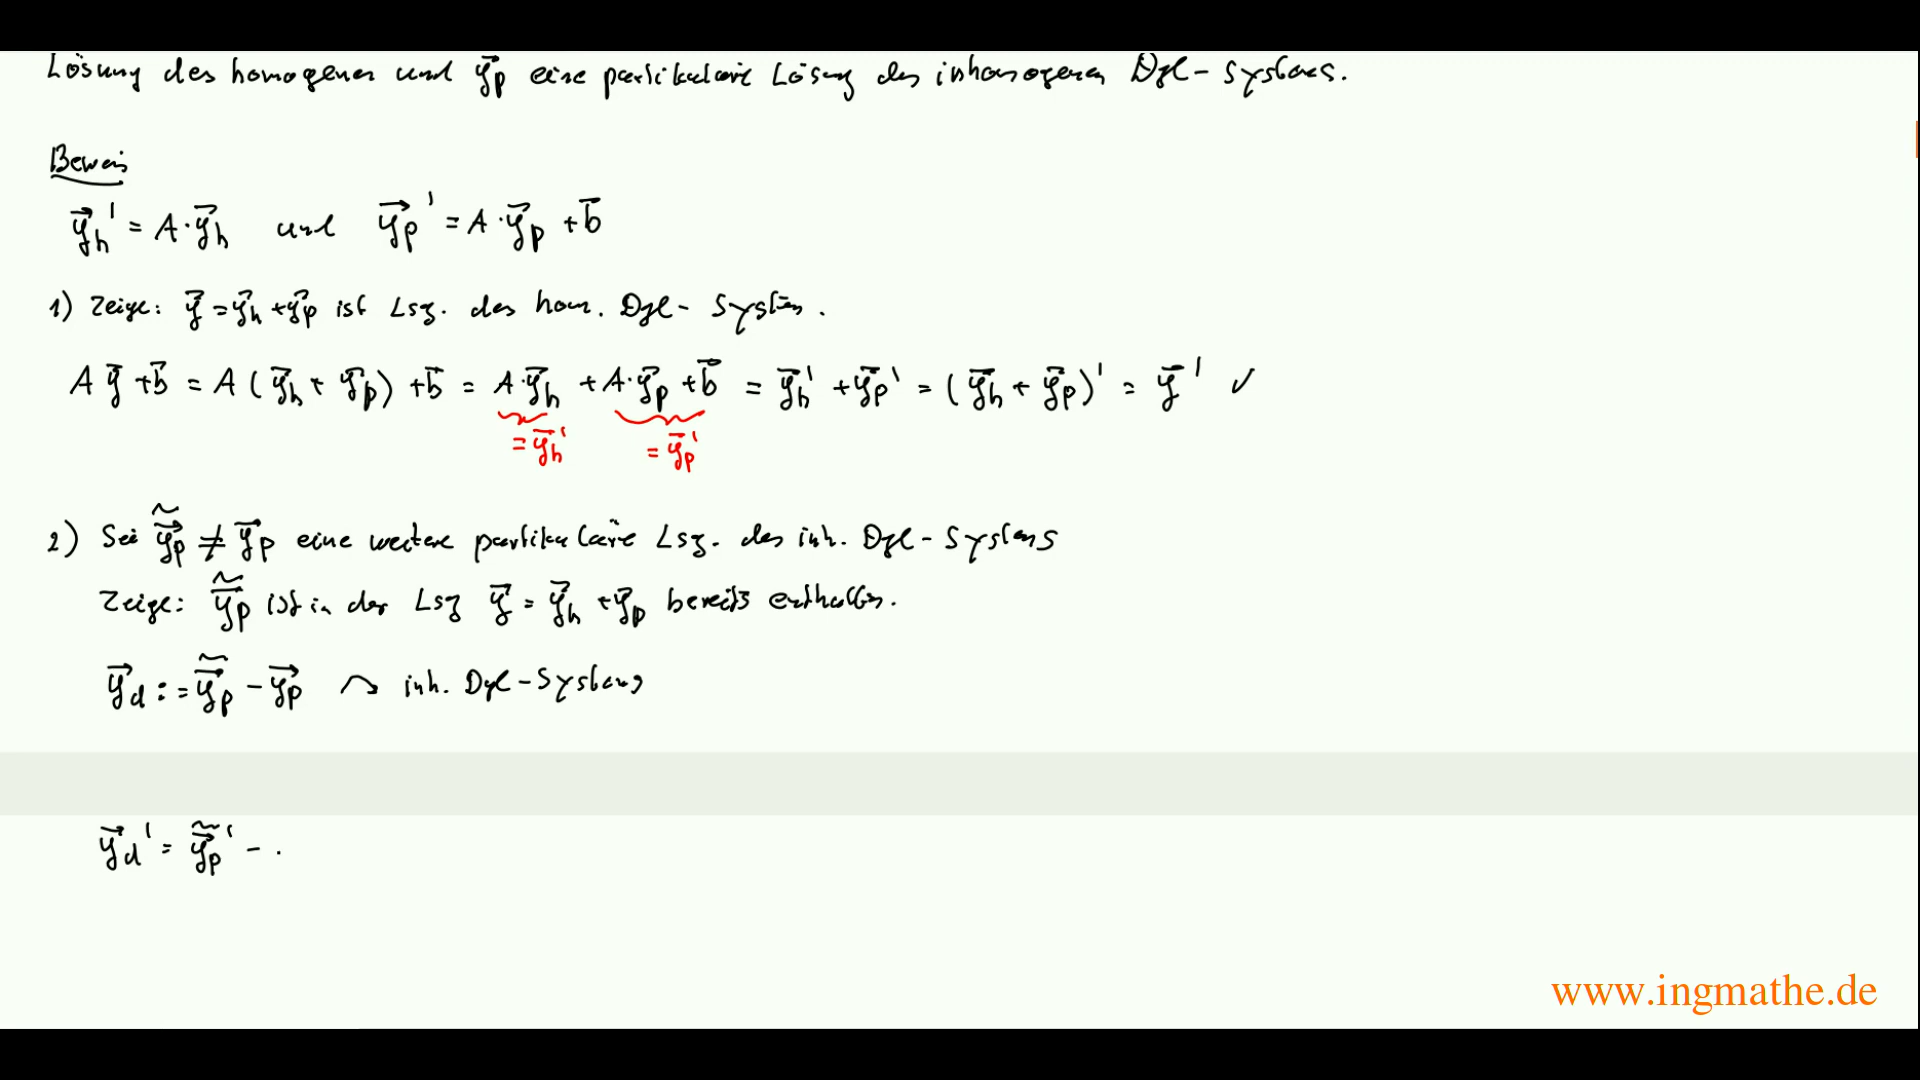 Lösung des homogenen und y⃗p eine partikuläre Lösung des inhomogenen Dgl-Systems.
Beweis
y⃗h' = A·y⃗h und y⃗p' = A·y⃗p + b⃗
1) Zeige: y⃗ = y⃗h + y⃗p ist Lsg. des hom. Dgl-Systems.
A y⃗ + b⃗ = A (y⃗h + y⃗p) + b⃗ = A·y⃗h + A·y⃗p + b⃗ = y⃗h' + y⃗p' = (y⃗h + y⃗p)' = y⃗' ✓
= y⃗h' = y⃗p'
2) Sei ỹ⃗p ≠ y⃗p eine weitere partikuläre Lsg. des inh. Dgl-Systems
Zeige: ỹ⃗p ist in der Lsg y⃗ = y⃗h + y⃗p bereits enthalten.
y⃗d := ỹ⃗p - y⃗p ↷ inh. Dgl-Systems
y⃗d' = ỹ⃗p' - .
www.ingmathe.de